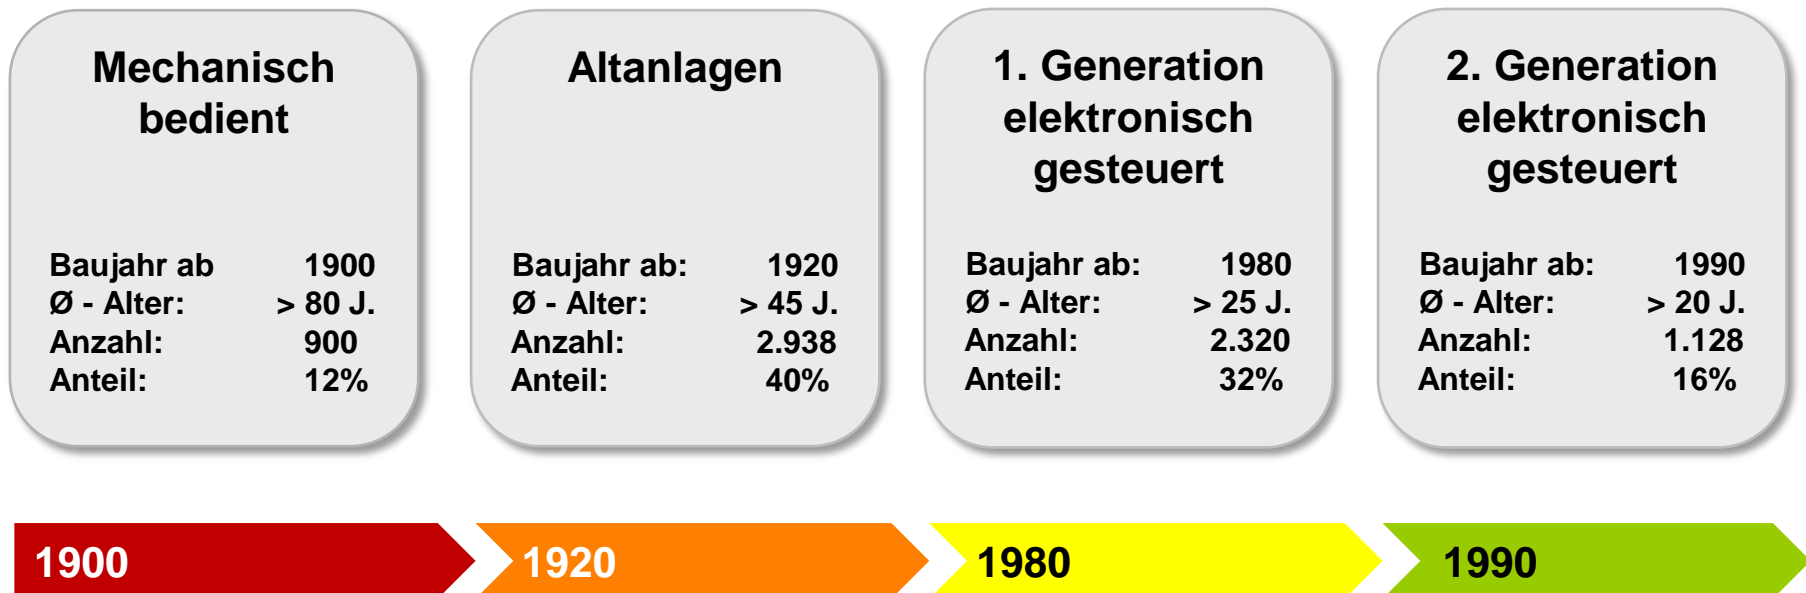 Mechanisch
bedient
Baujahr ab 1900
Ø - Alter: > 80 J.
Anzahl: 900
Anteil: 12%
Altanlagen
Baujahr ab: 1920
Ø - Alter: > 45 J.
Anzahl: 2.938
Anteil: 40%
1. Generation
elektronisch
gesteuert
Baujahr ab: 1980
Ø - Alter: > 25 J.
Anzahl: 2.320
Anteil: 32%
2. Generation
elektronisch
gesteuert
Baujahr ab: 1990
Ø - Alter: > 20 J.
Anzahl: 1.128
Anteil: 16%
1900
1920
1980
1990